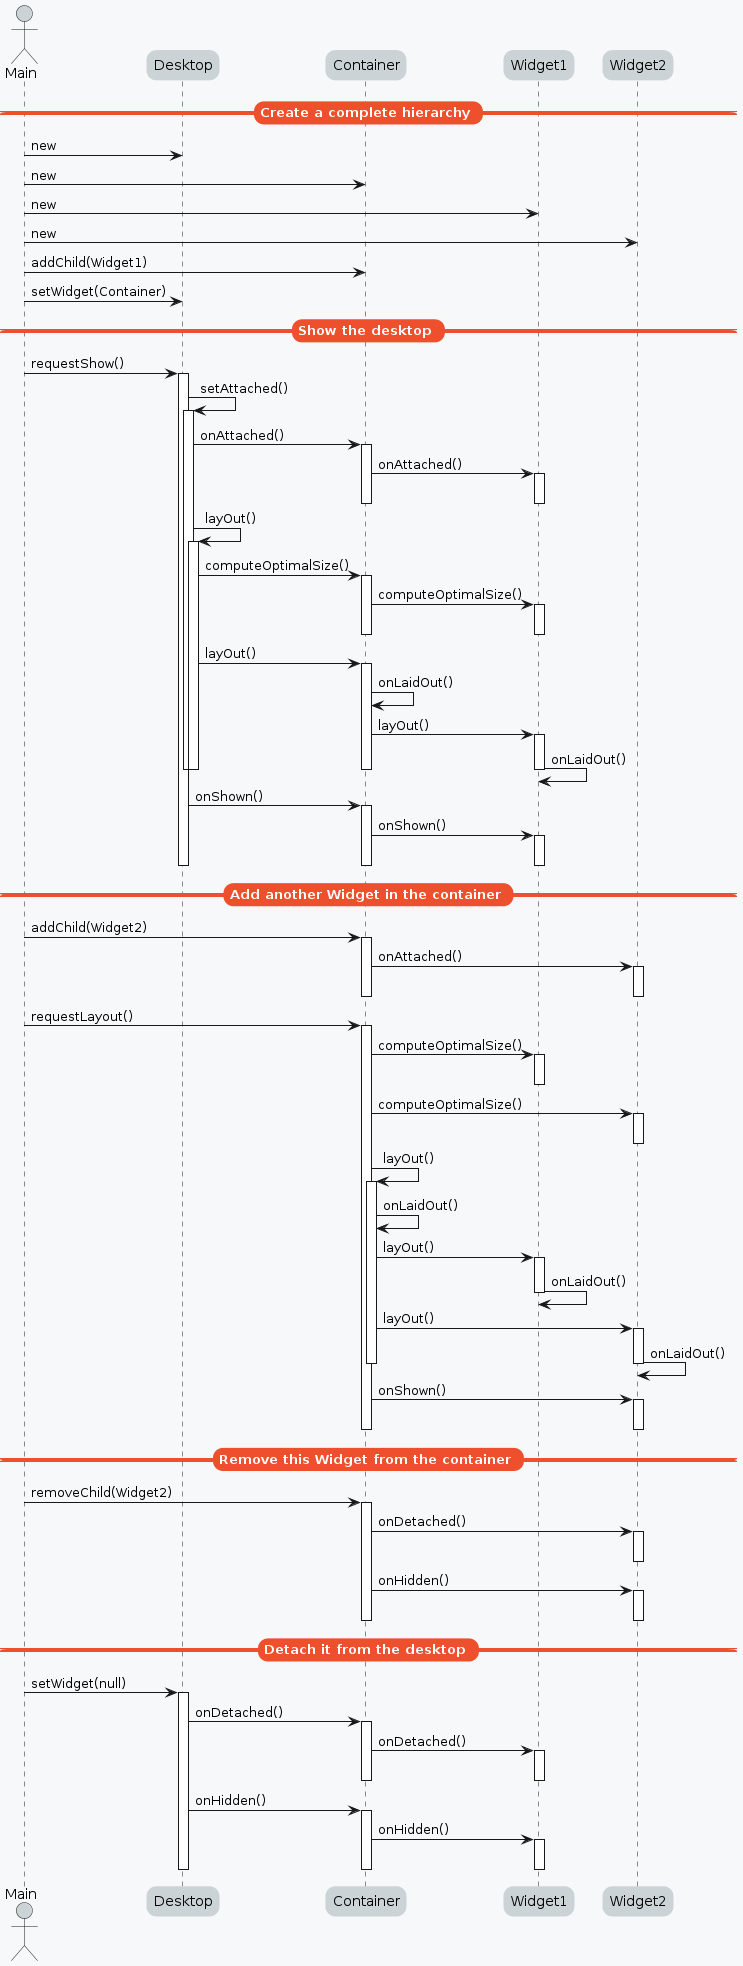 Main
Desktop Container Widget1 Widget2
Create a complete hierarchy
new
new
new
new
addChild(Widget1)
setWidget(Container)
Show the desktop
requestShow()
setAttached()
onAttached()
onAttached()
layOut()
computeOptimalSize()
computeOptimalSize()
layOut()
onLaidOut()
layOut()
onLaidOut()
onShown()
onShown()
Add another Widget in the container
addChild(Widget2)
onAttached()
requestLayout()
computeOptimalSize()
computeOptimalSize()
layOut()
onLaidOut()
layOut()
onLaidOut()
layOut()
onLaidOut()
onShown()
Remove this Widget from the container
removeChild(Widget2)
onDetached()
onHidden()
Detach it from the desktop
setWidget(null)
onDetached()
onDetached()
onHidden()
onHidden()
Main
Desktop Container Widget1 Widget2